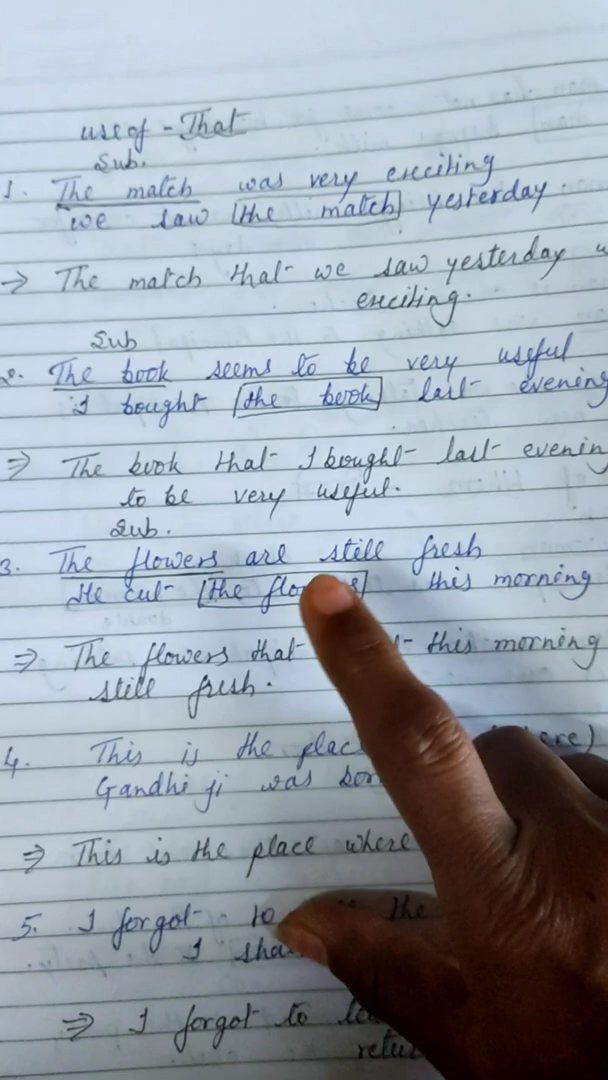 use of - That
Sub.
1. The match was very exciting
we saw [the match] yesterday
→ The match that we saw yesterday
exciting.
Sub
2. The book seems to be very useful
I bought [the book] last evening
⇒ The book that I bought last evenin
to be very useful.
Sub.
3. The flowers are still fresh
He cut [the flo this morning
⇒ The flowers that this morning
still fresh.
4. This is the plac
Gandhi ji was bor
⇒ This is the place where
5. I forgot to the
I sha
⇒ I forgot to
retu